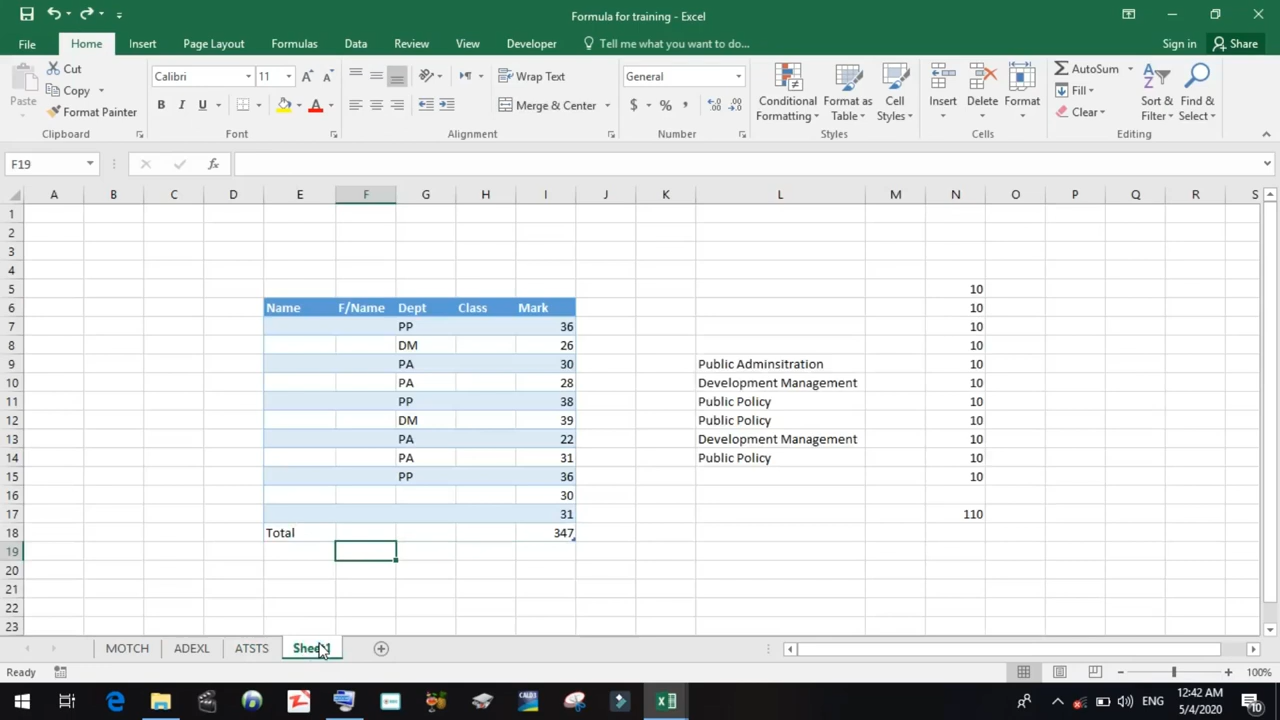 Formula for training - Excel
File Home Insert Page Layout Formulas Data Review View Developer Tell me what you want to do... Sign in Share
Paste
Cut
Copy
Format Painter
Clipboard
Calibri 11
B I U
Font
Wrap Text
Merge & Center
Alignment
General
$ % ,
Number
Conditional Formatting
Format as Table
Cell Styles
Styles
Insert
Delete
Format
Cells
AutoSum
Fill
Clear
Sort & Filter
Find & Select
Editing
F19 fx
A B C D E F G H I J K L M N O P Q R S
1
2
3
4
5 10
6 Name F/Name Dept Class Mark 10
7 PP 36 10
8 DM 26 10
9 PA 30 Public Adminsitration 10
10 PA 28 Development Management 10
11 PP 38 Public Policy 10
12 DM 39 Public Policy 10
13 PA 22 Development Management 10
14 PA 31 Public Policy 10
15 PP 36 10
16 30
17 31 110
18 Total 347
19
20
21
22
23
MOTCH ADEXL ATSTS Sheet1
Ready 100%
CALDI ENG 12:42 AM
5/4/2020 10